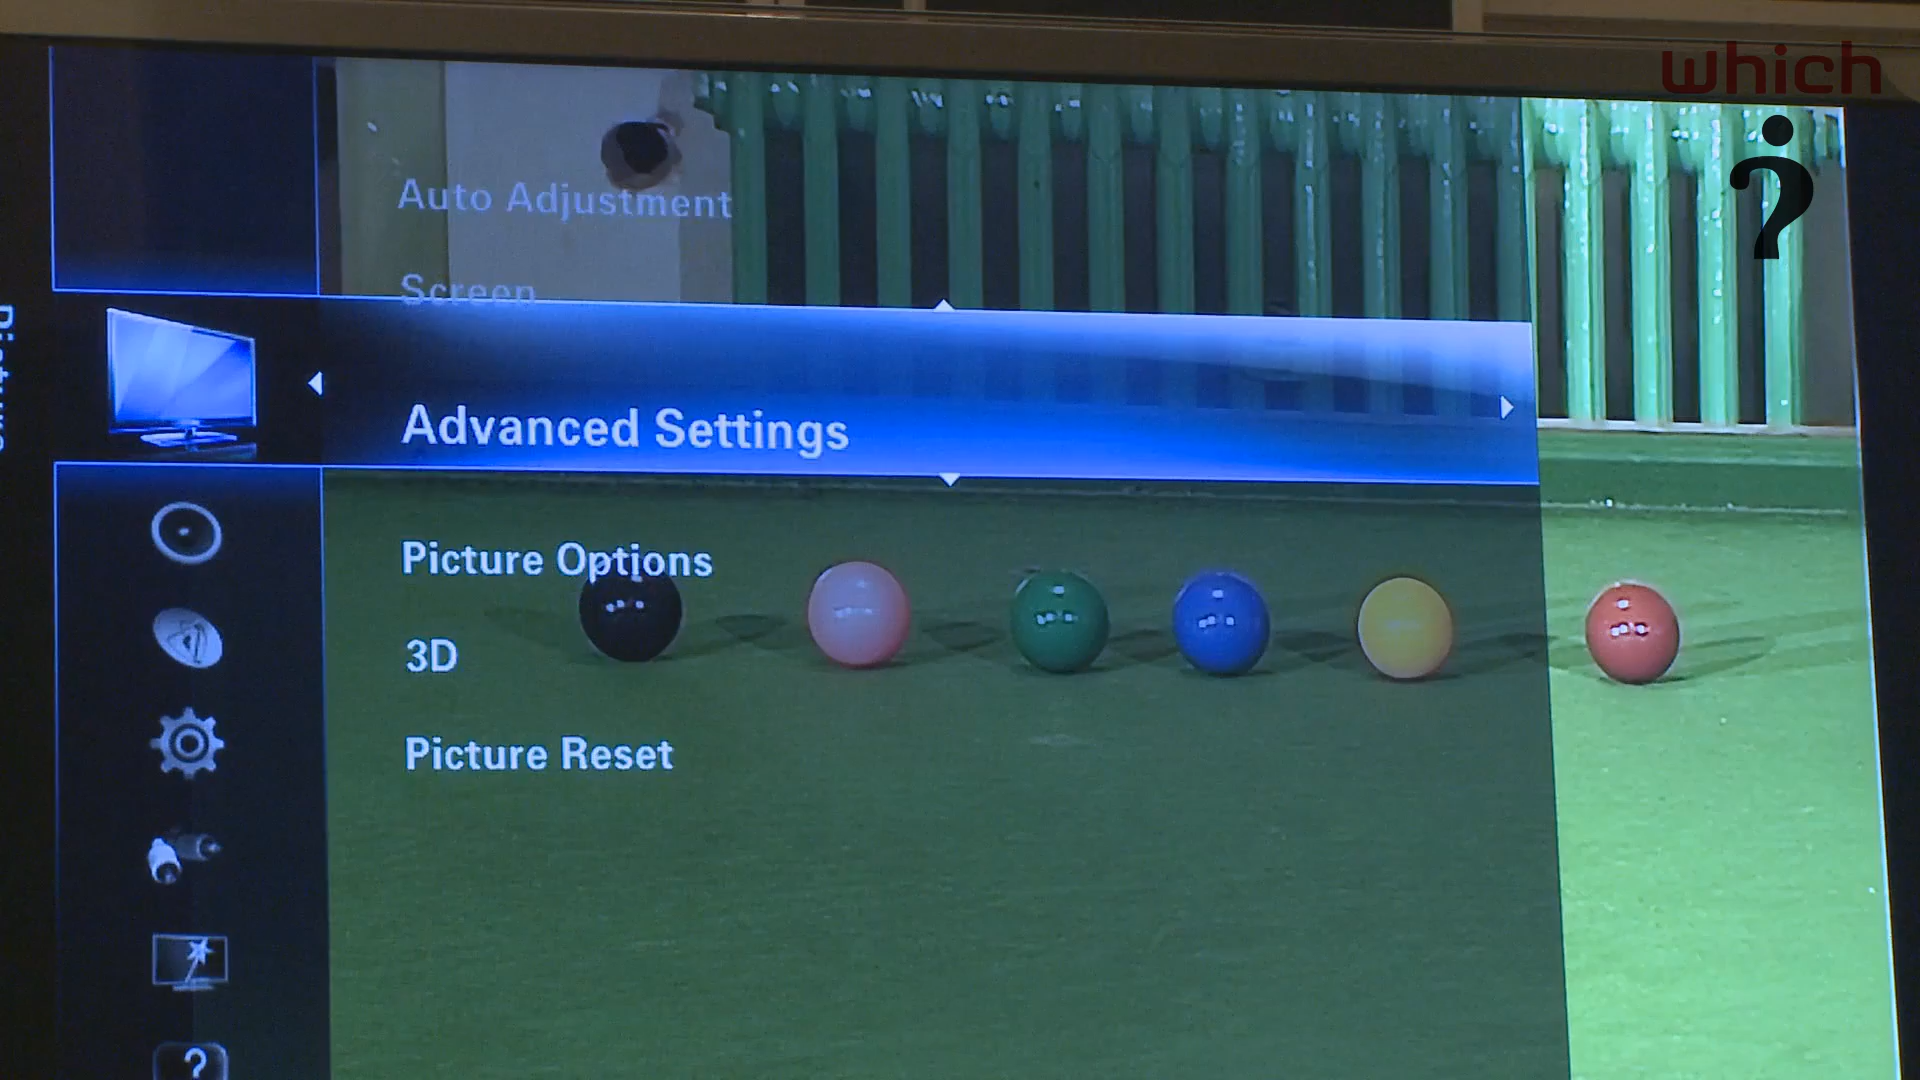 which
?
Auto Adjustment
Screen
Advanced Settings
Picture Options
3D
Picture Reset
?